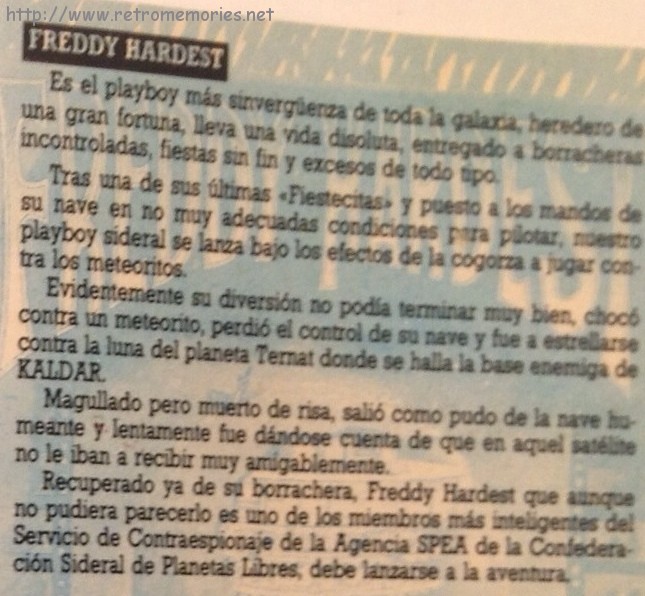 http://www.retromemories.net
FREDDY HARDEST
Es el playboy más sinvergüenza de toda la galaxia, heredero de
una gran fortuna, lleva una vida disoluta, entregado a borracheras
incontroladas, fiestas sin fin y excesos de todo tipo.
Tras una de sus últimas «Fiestecitas» y puesto a los mandos de
su nave en no muy adecuadas condiciones para pilotar, nuestro
playboy sideral se lanza bajo los efectos de la cogorza a jugar con-
tra los meteoritos.
Evidentemente su diversión no podía terminar muy bien, chocó
contra un meteorito, perdió el control de su nave y fue a estrellarse
contra la luna del planeta Ternat donde se halla la base enemiga de
KALDAR.
Magullado pero muerto de risa, salió como pudo de la nave hu-
meante y lentamente fue dándose cuenta de que en aquel satélite
no le iban a recibir muy amigablemente.
Recuperado ya de su borrachera, Freddy Hardest que aunque
no pudiera parecerlo es uno de los miembros más inteligentes del
Servicio de Contraespionaje de la Agencia SPEA de la Confedera-
ción Sideral de Planetas Libres, debe lanzarse a la aventura.